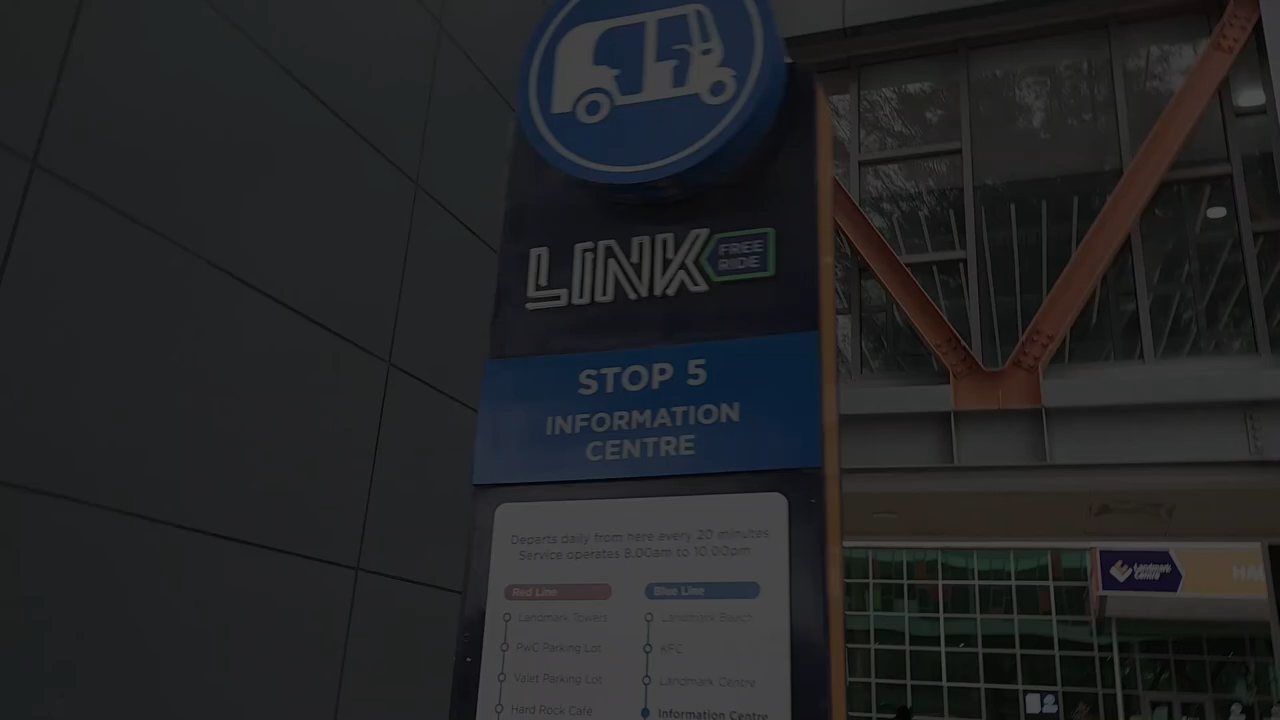 LINK
FREE
RIDE
STOP 5
INFORMATION
CENTRE
Departs daily from here every 20 minutes
Service operates 8.00am to 10.00pm
Red Line
Landmark Towers
PwC Parking Lot
Valet Parking Lot
Hard Rock Cafe
Blue Line
Landmark Beach
KFC
Landmark Centre
Information Centre
Landmark
Centre